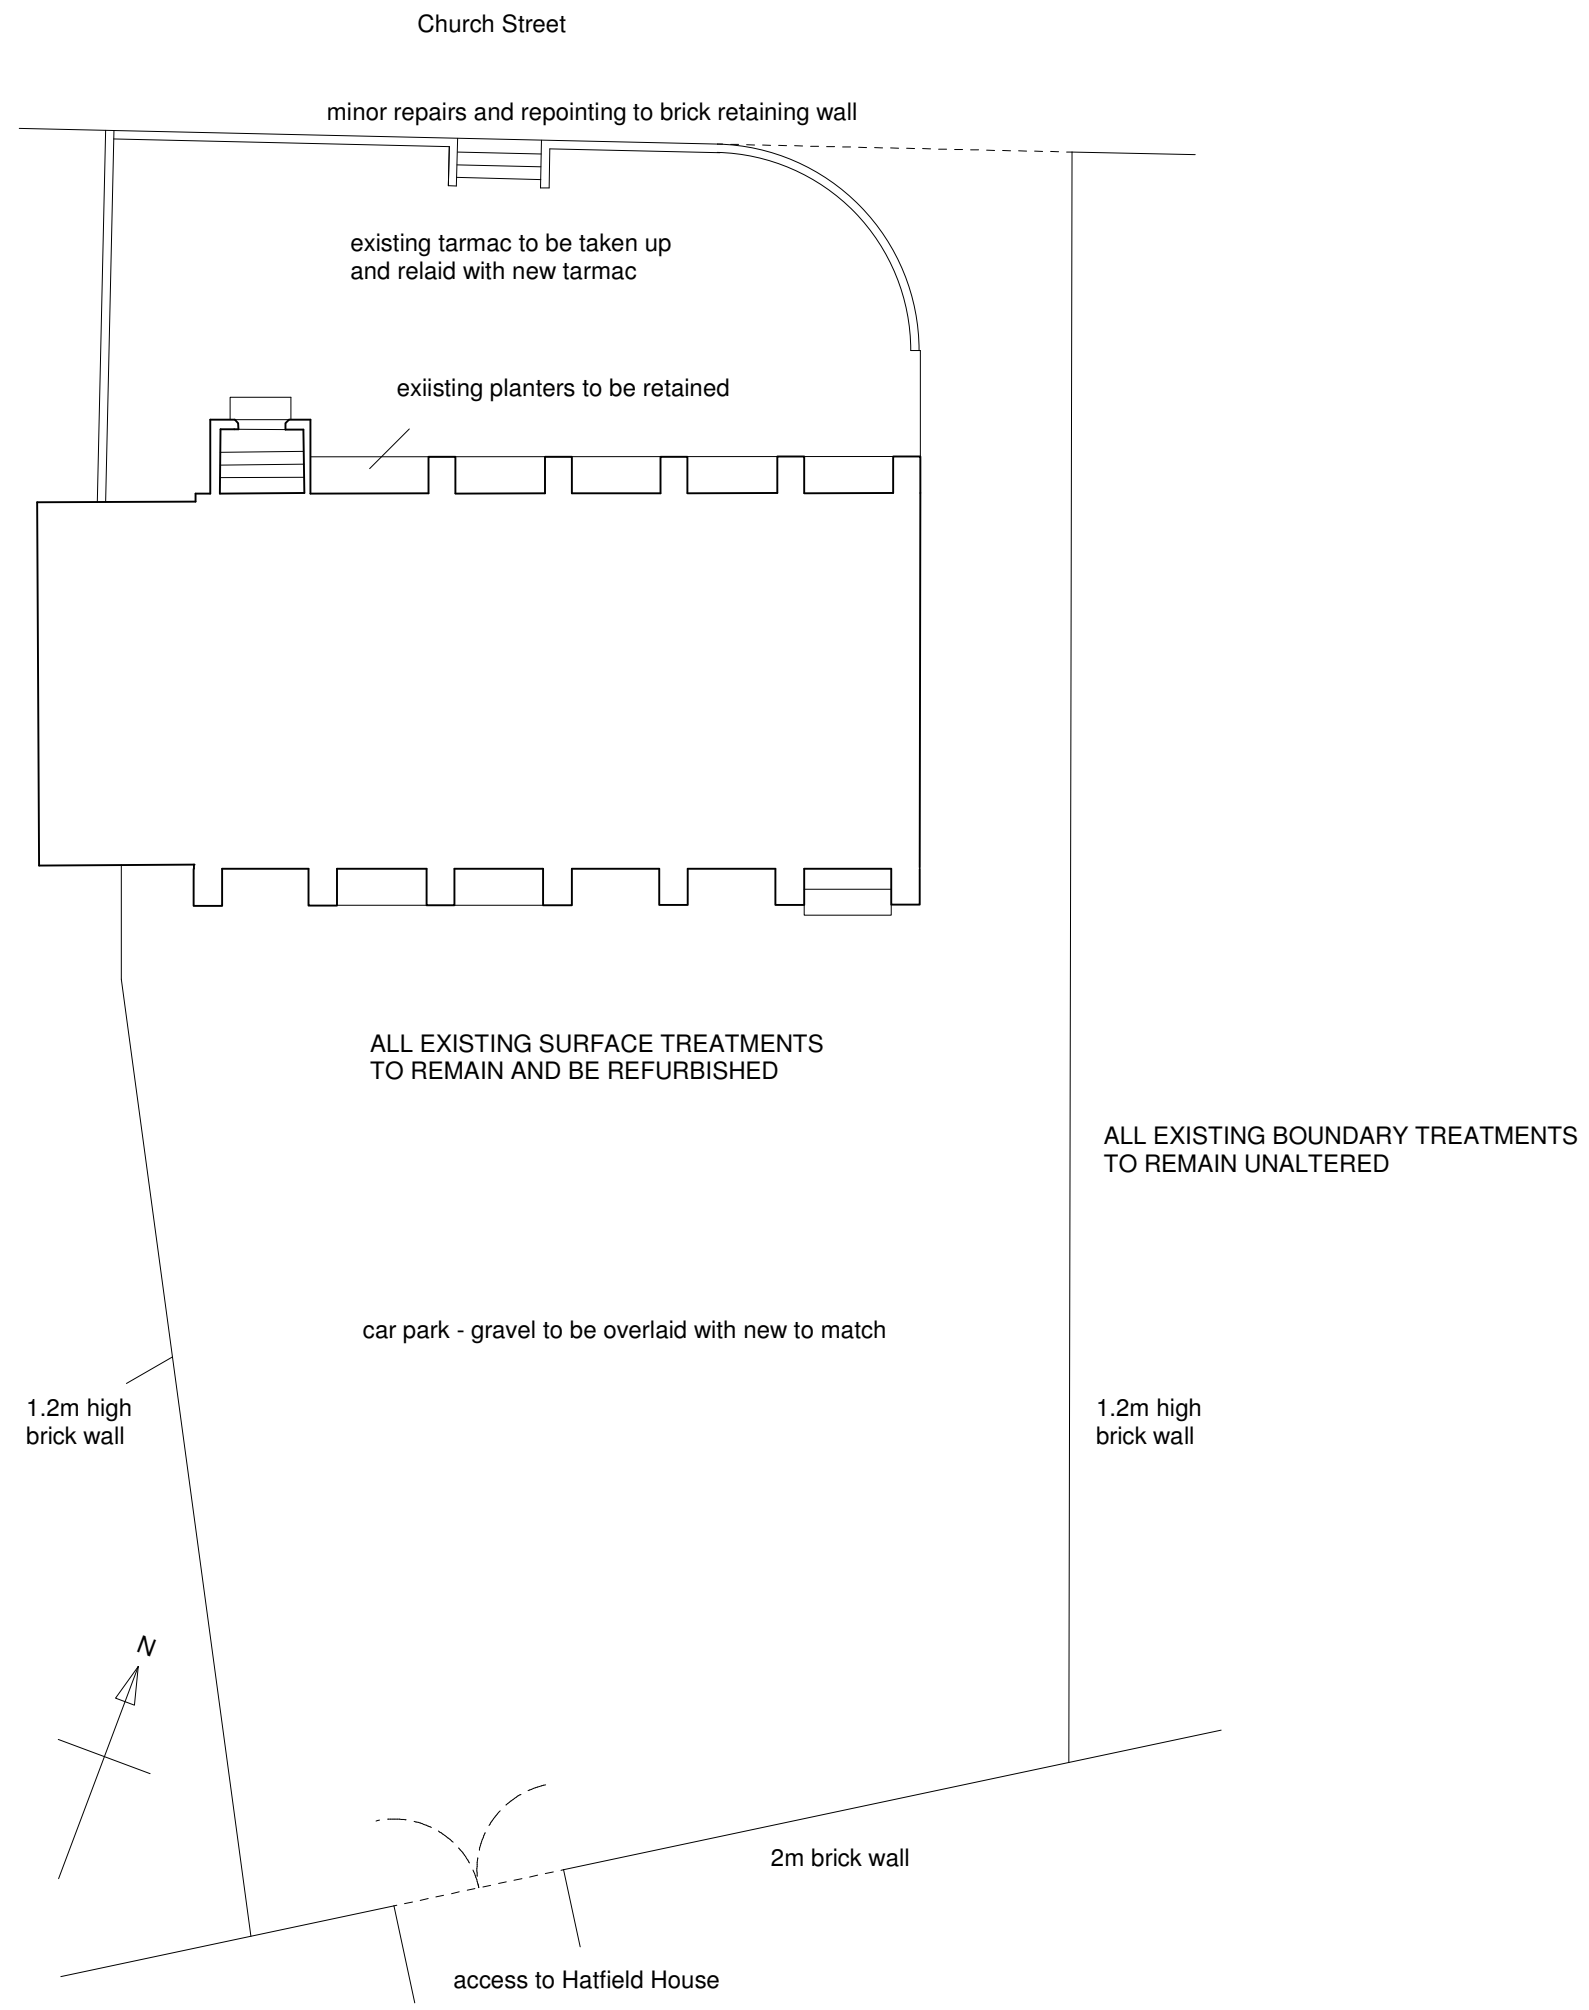 Church Street
minor repairs and repointing to brick retaining wall
existing tarmac to be taken up
and relaid with new tarmac
exiisting planters to be retained
ALL EXISTING SURFACE TREATMENTS
TO REMAIN AND BE REFURBISHED
ALL EXISTING BOUNDARY TREATMENTS
TO REMAIN UNALTERED
car park - gravel to be overlaid with new to match
1.2m high
brick wall
1.2m high
brick wall
N
2m brick wall
access to Hatfield House